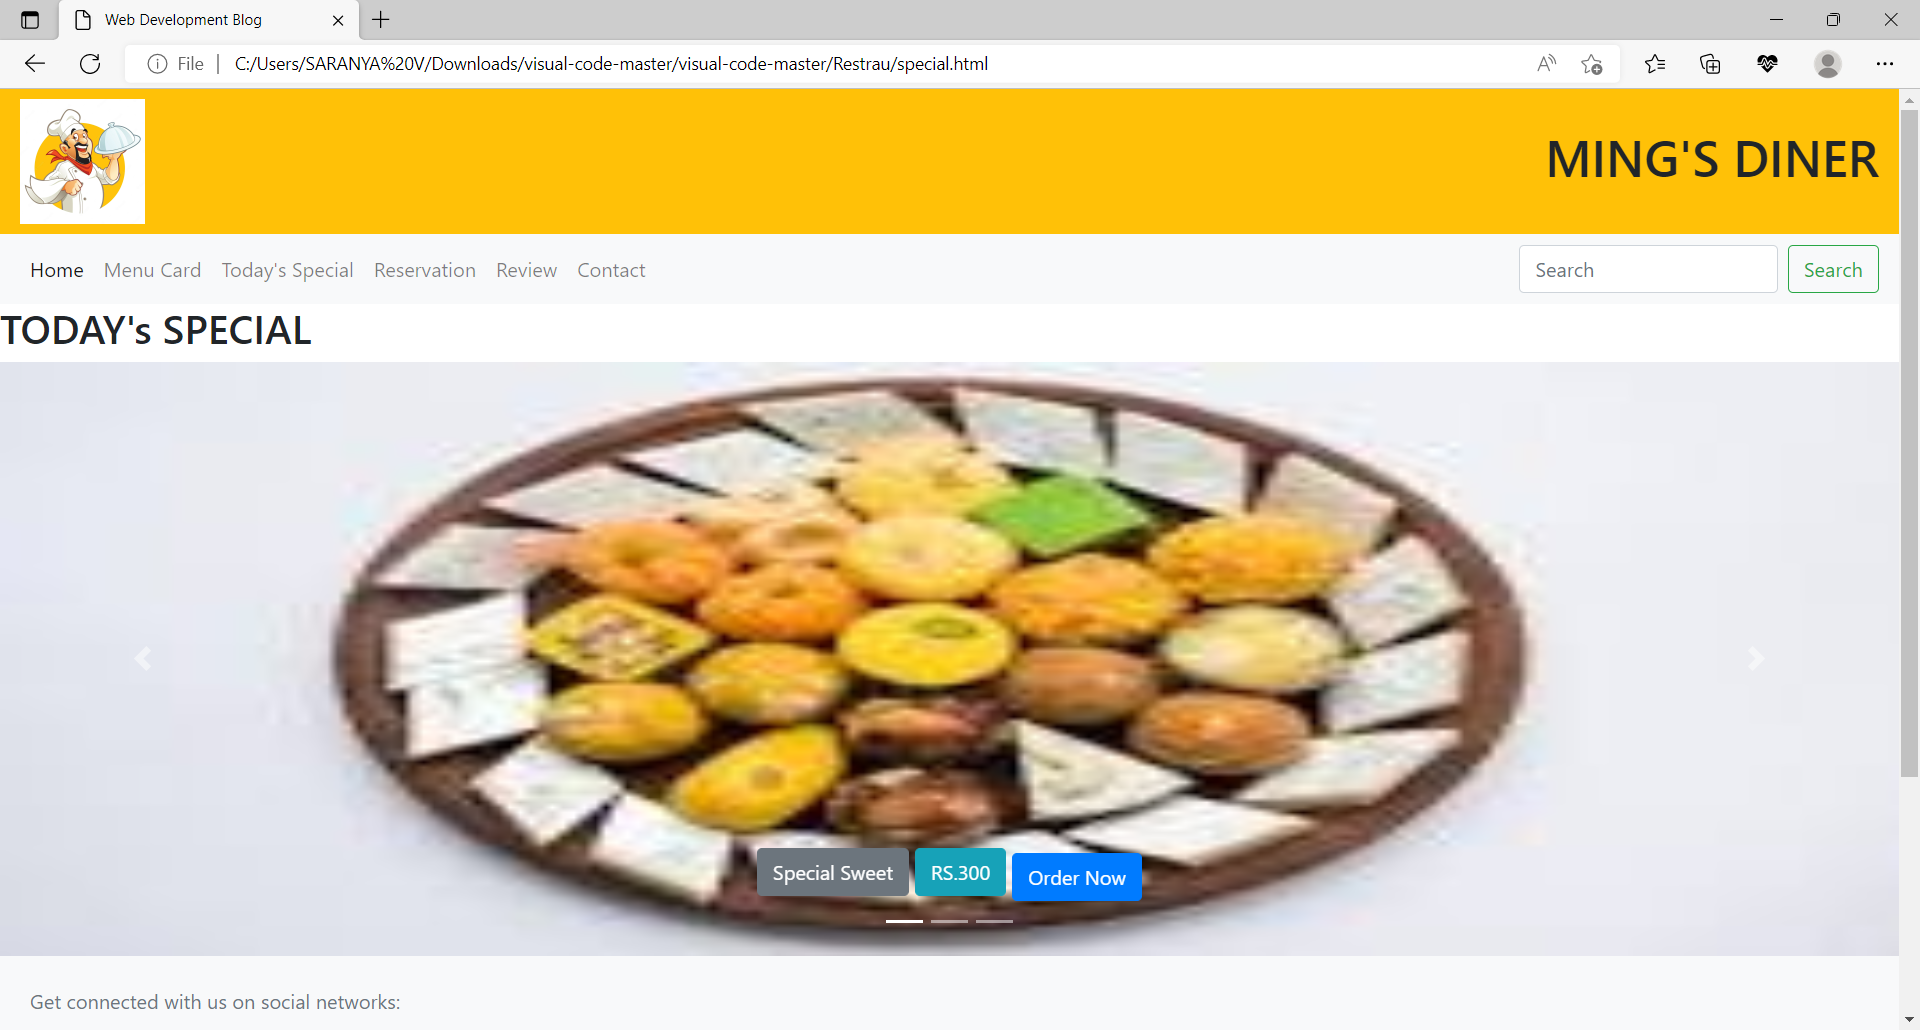 Web Development Blog
File
C:/Users/SARANYA%20V/Downloads/visual-code-master/visual-code-master/Restrau/special.html
MING'S DINER
Home Menu Card Today's Special Reservation Review Contact Search Search
TODAY's SPECIAL
Special Sweet RS.300 Order Now
Get connected with us on social networks: